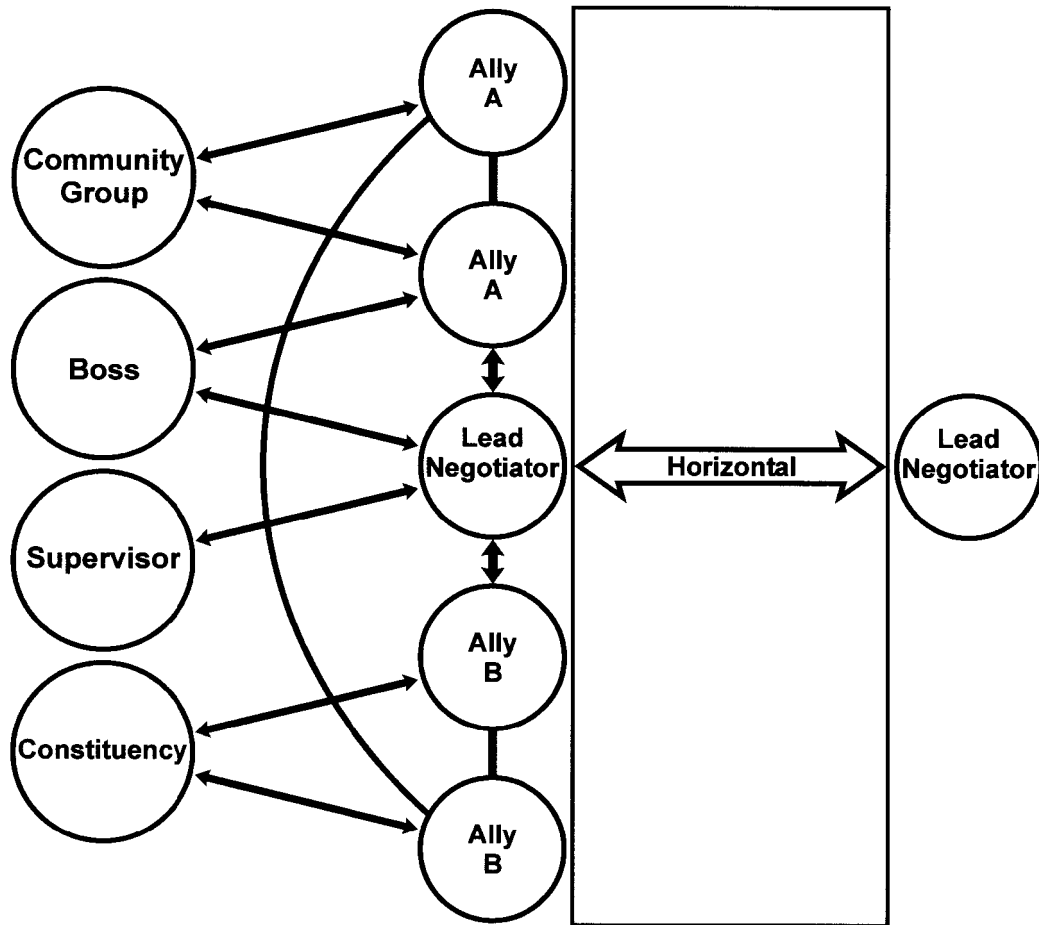 Ally
A
Community
Group
Ally
A
Boss
Lead
Negotiator
Horizontal
Lead
Negotiator
Supervisor
Ally
B
Constituency
Ally
B